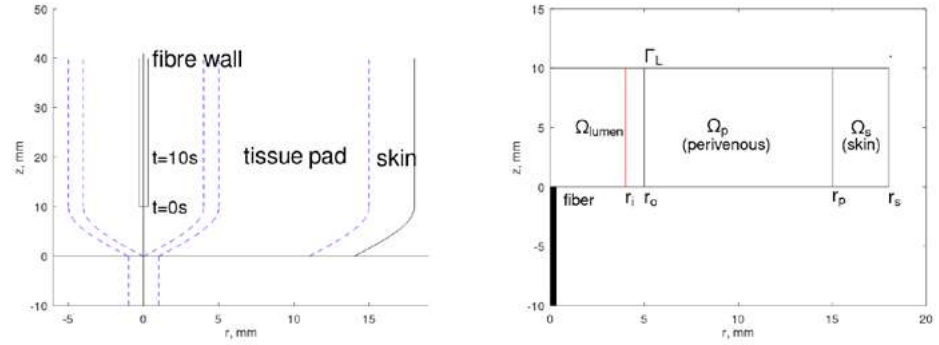 50
40
30
20
10
0
-10
z, mm
fibre wall
t=10s
tissue pad
skin
t=0s
-5
0
5
10
15
r, mm
15
10
5
0
-5
-10
z, mm
Γ_L
Ω_lumen
Ω_p
(perivenous)
Ω_s
(skin)
fiber
r_i
r_o
r_p
r_s
0
5
10
15
20
r, mm